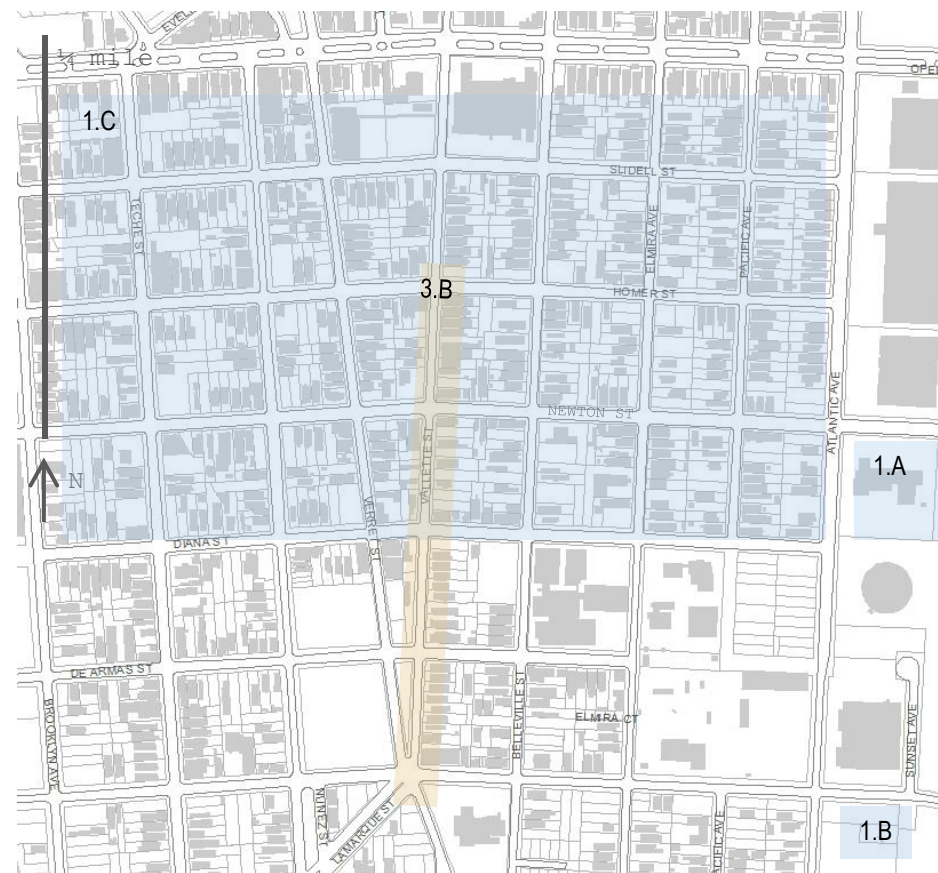 EVEL
¼ mile
OPEL
1.C
SLIDELL ST
TECHE ST
ELMIRA AVE
PACIFIC AVE
3.B
HOMER ST
NEWTON ST
ATLANTIC AVE
VALLETTE ST
1.A
N
VERRET ST
DIANA ST
DE ARMAS ST
BELLEVILLE ST
ELMIRA CT
BROOKLYN AVE
SUNSET AVE
NUNEZ ST
LAMARQUE ST
PACIFIC AVE
1.B